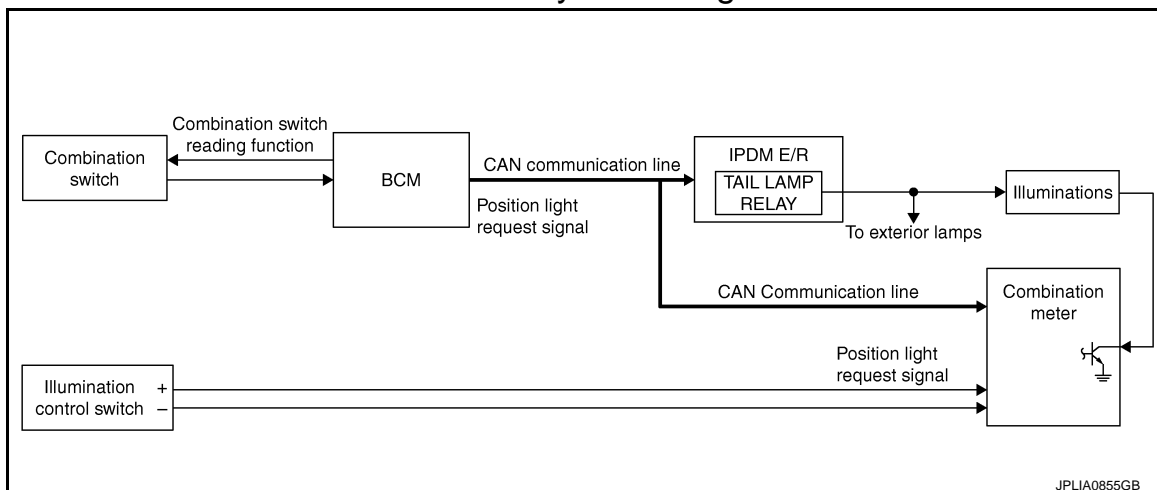 Combination switch
reading function
Combination
switch
BCM
CAN communication line
Position light
request signal
IPDM E/R
TAIL LAMP
RELAY
To exterior lamps
Illuminations
CAN Communication line
Combination
meter
Position light
request signal
Illumination
control switch
+
–
JPLIA0855GB